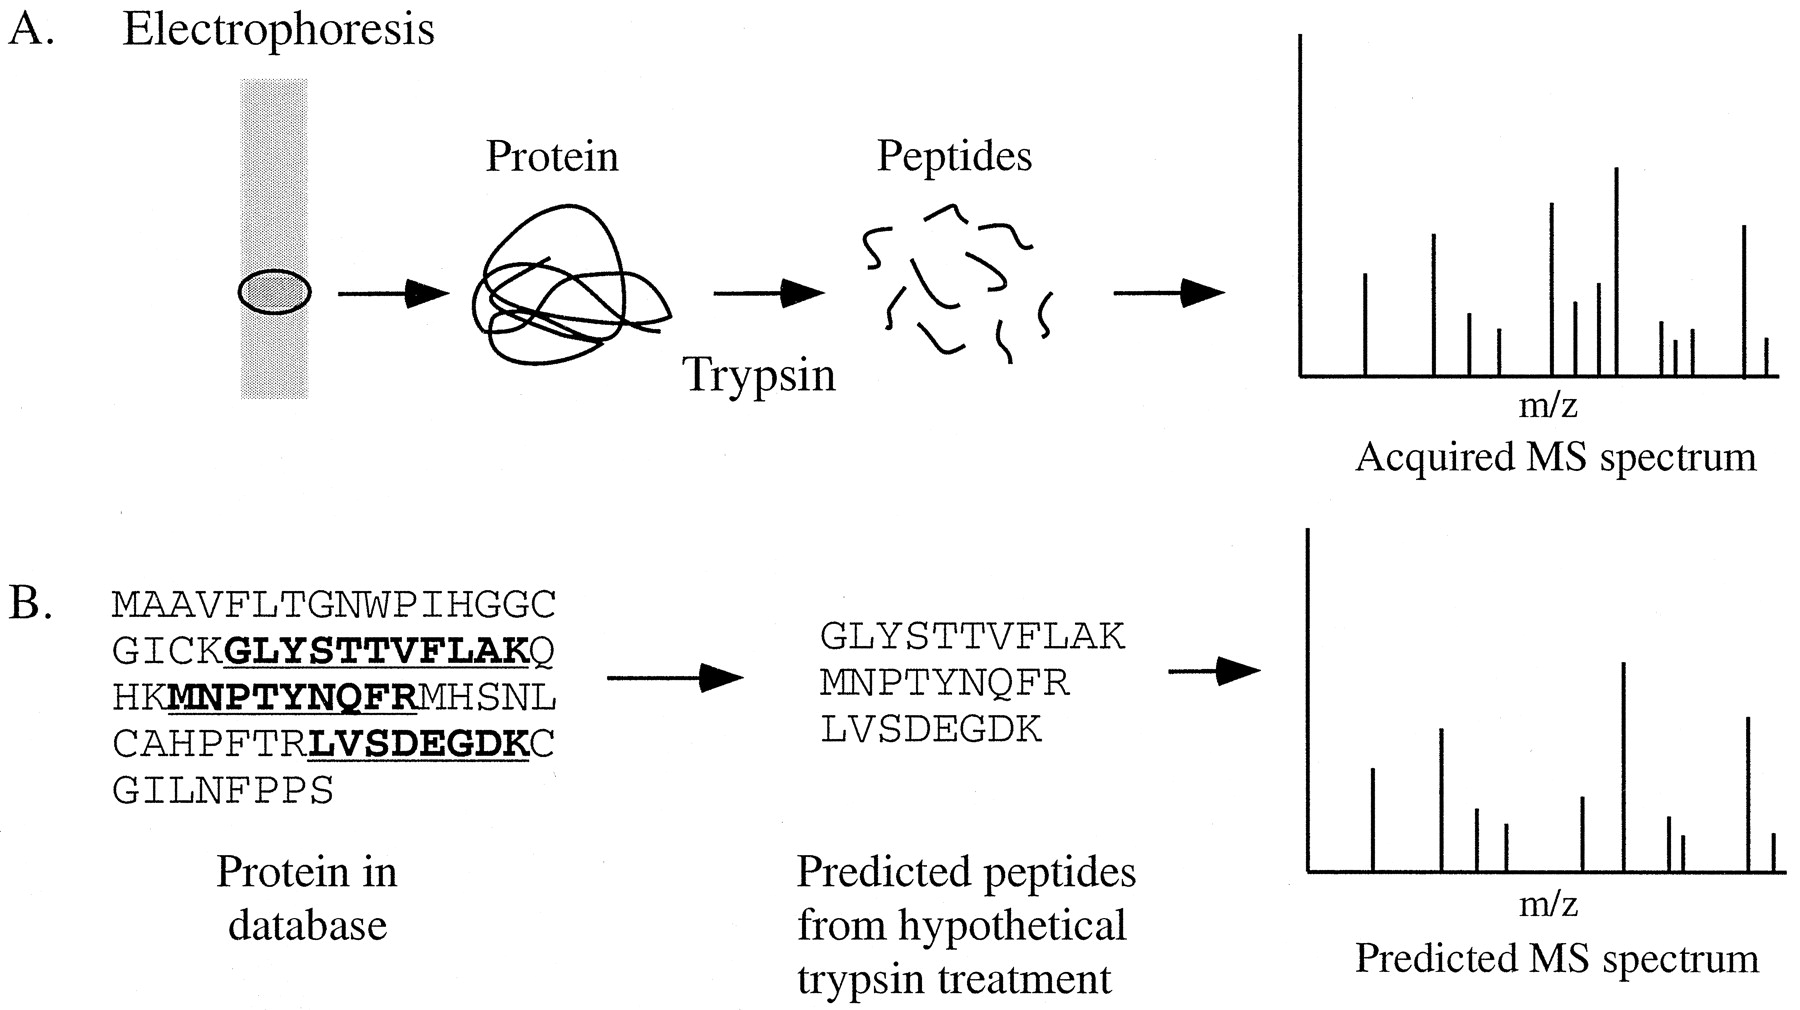 A. Electrophoresis
Protein
Peptides
Trypsin
m/z
Acquired MS spectrum
B.
MAAVFLTGNWPIHGGC
GICKGLYSTTVFLAKQ
HKMNPTYNQFRMHSNL
CAHPFTRLVSDEGDKC
GILNFPPS
Protein in
database
GLYSTTVFLAK
MNPTYNQFR
LVSDEGDK
Predicted peptides
from hypothetical
trypsin treatment
m/z
Predicted MS spectrum